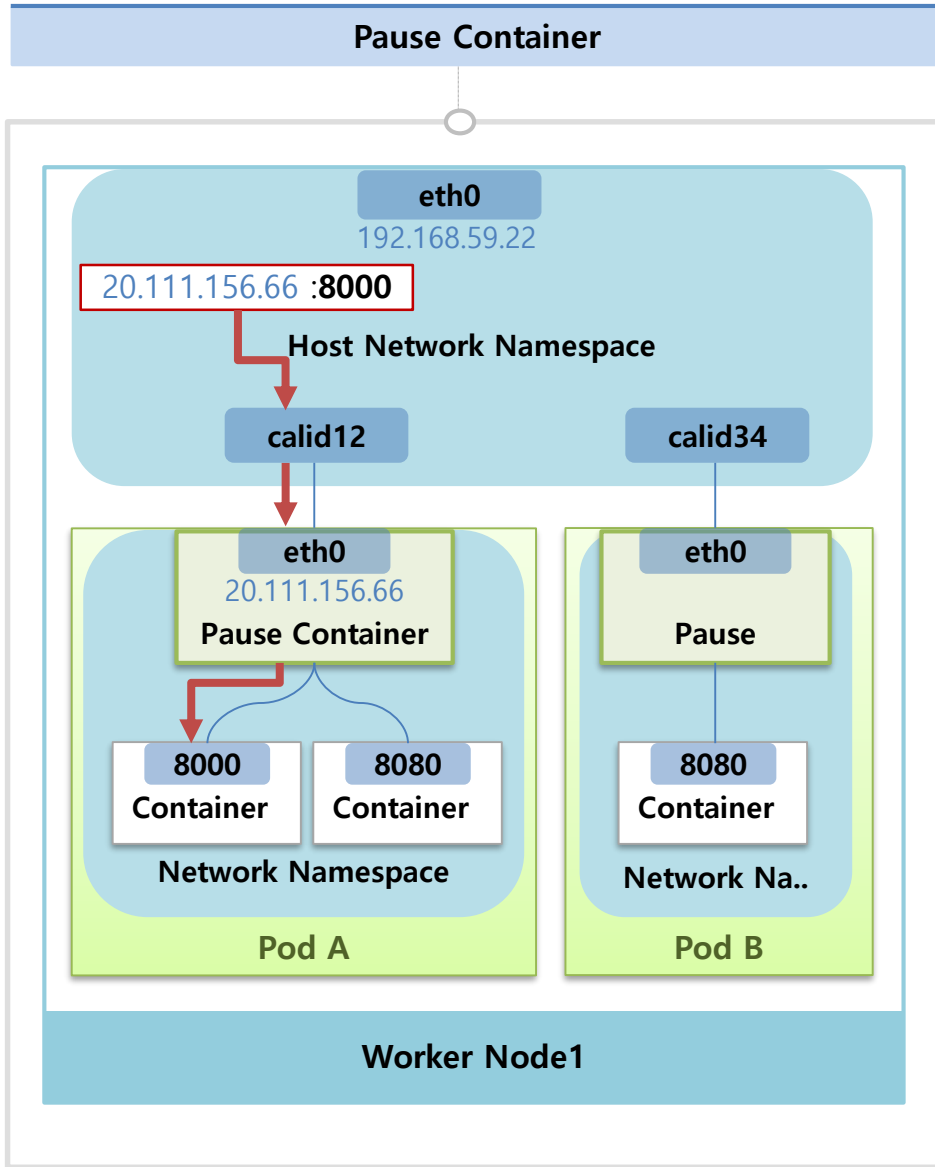 Pause Container
eth0
192.168.59.22
20.111.156.66 :8000
Host Network Namespace
calid12
calid34
eth0
20.111.156.66
Pause Container
eth0
Pause
8000
Container
8080
Container
8080
Container
Network Namespace
Network Na..
Pod A
Pod B
Worker Node1